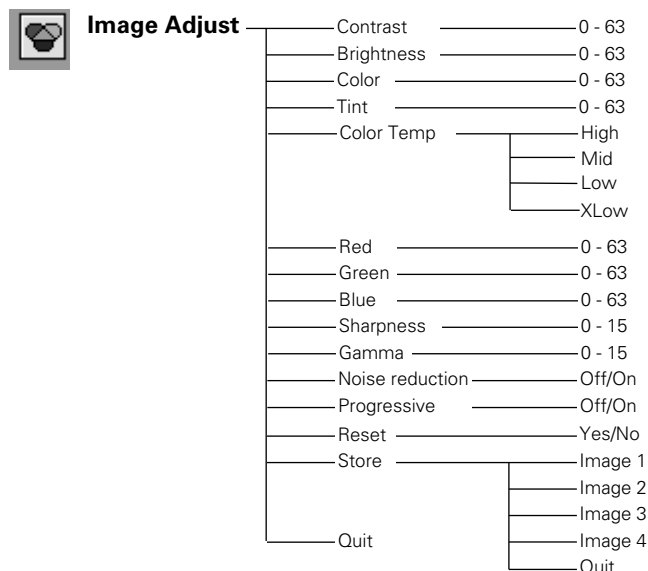 Image Adjust
Contrast 0 - 63
Brightness 0 - 63
Color 0 - 63
Tint 0 - 63
Color Temp High
Mid
Low
XLow
Red 0 - 63
Green 0 - 63
Blue 0 - 63
Sharpness 0 - 15
Gamma 0 - 15
Noise reduction Off/On
Progressive Off/On
Reset Yes/No
Store Image 1
Image 2
Image 3
Quit Image 4
Quit